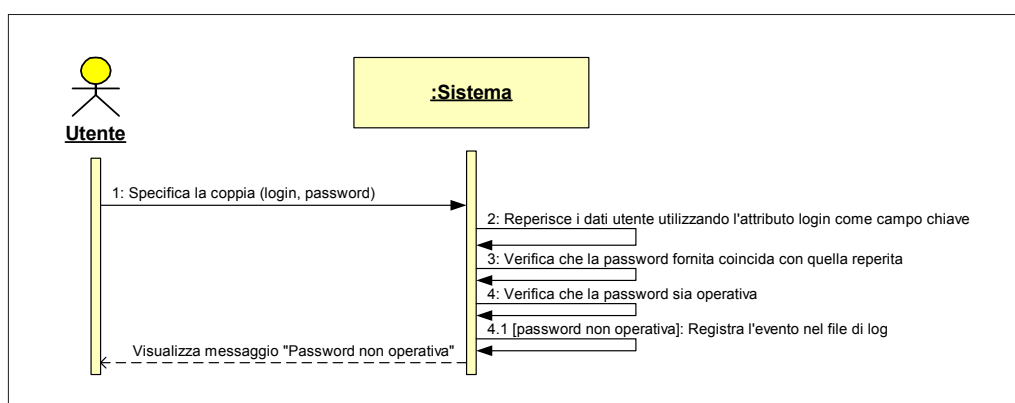 :Sistema
Utente
1: Specifica la coppia (login, password)
2: Reperisce i dati utente utilizzando l'attributo login come campo chiave
3: Verifica che la password fornita coincida con quella reperita
4: Verifica che la password sia operativa
4.1 [password non operativa]: Registra l'evento nel file di log
Visualizza messaggio "Password non operativa"